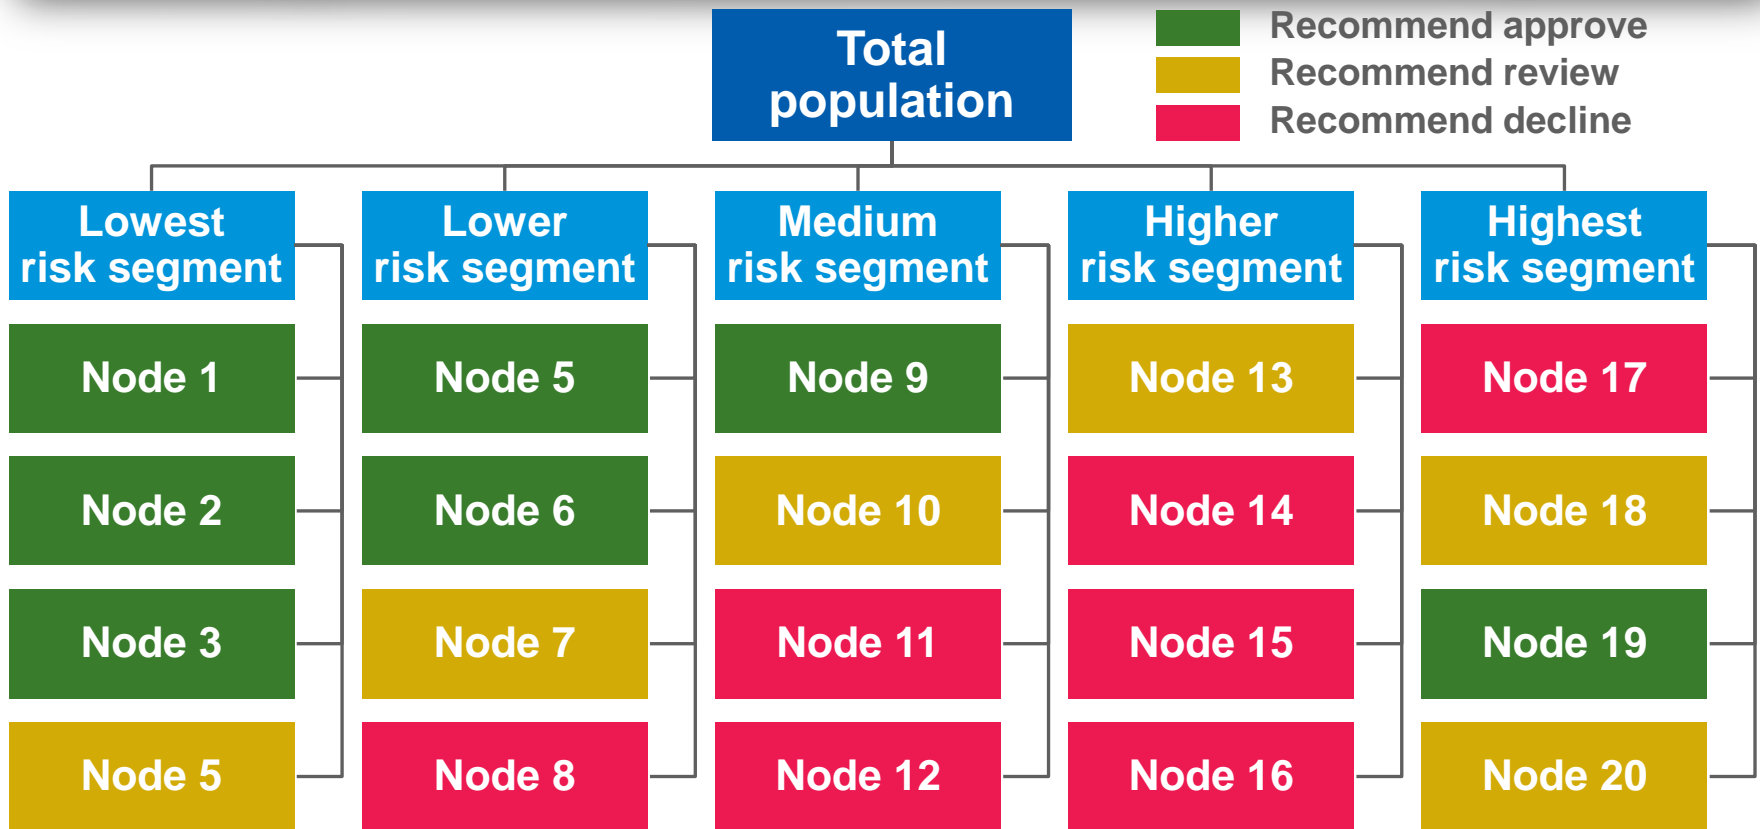 Total
population
Recommend approve
Recommend review
Recommend decline
Lowest
risk segment
Lower
risk segment
Medium
risk segment
Higher
risk segment
Highest
risk segment
Node 1
Node 5
Node 9
Node 13
Node 17
Node 2
Node 6
Node 10
Node 14
Node 18
Node 3
Node 7
Node 11
Node 15
Node 19
Node 5
Node 8
Node 12
Node 16
Node 20